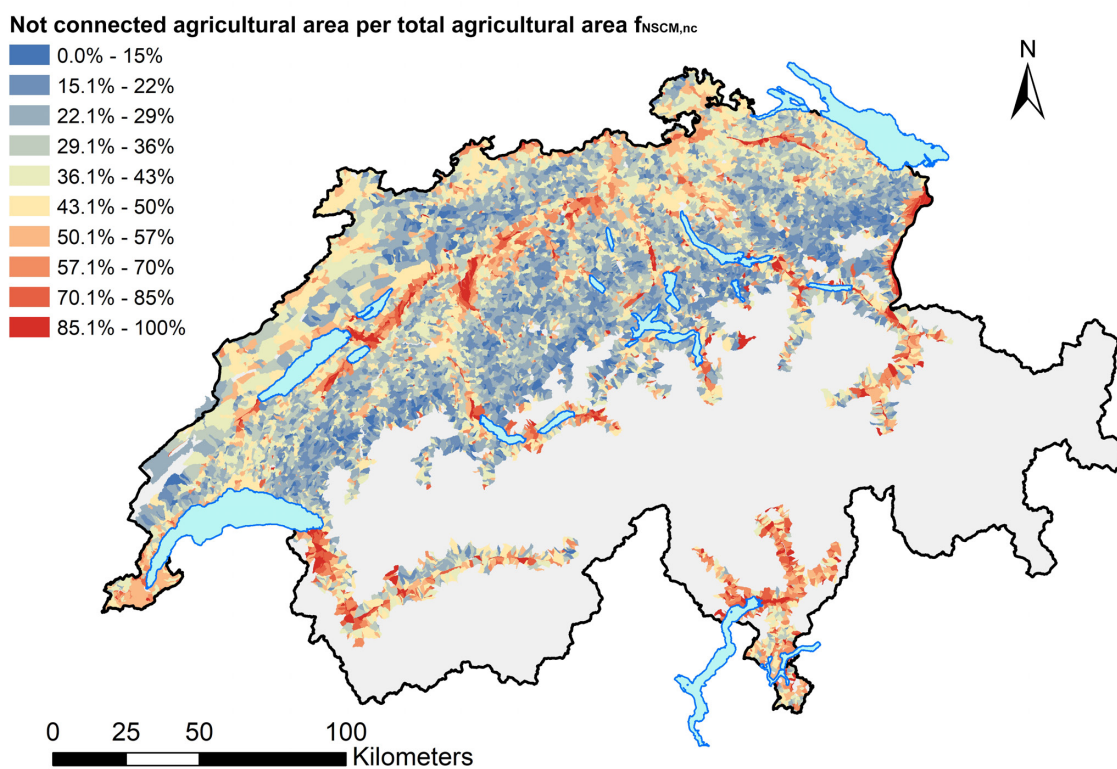 Not connected agricultural area per total agricultural area fNSCM,nc
0.0% - 15%
15.1% - 22%
22.1% - 29%
29.1% - 36%
36.1% - 43%
43.1% - 50%
50.1% - 57%
57.1% - 70%
70.1% - 85%
85.1% - 100%
N
0 25 50 100
Kilometers